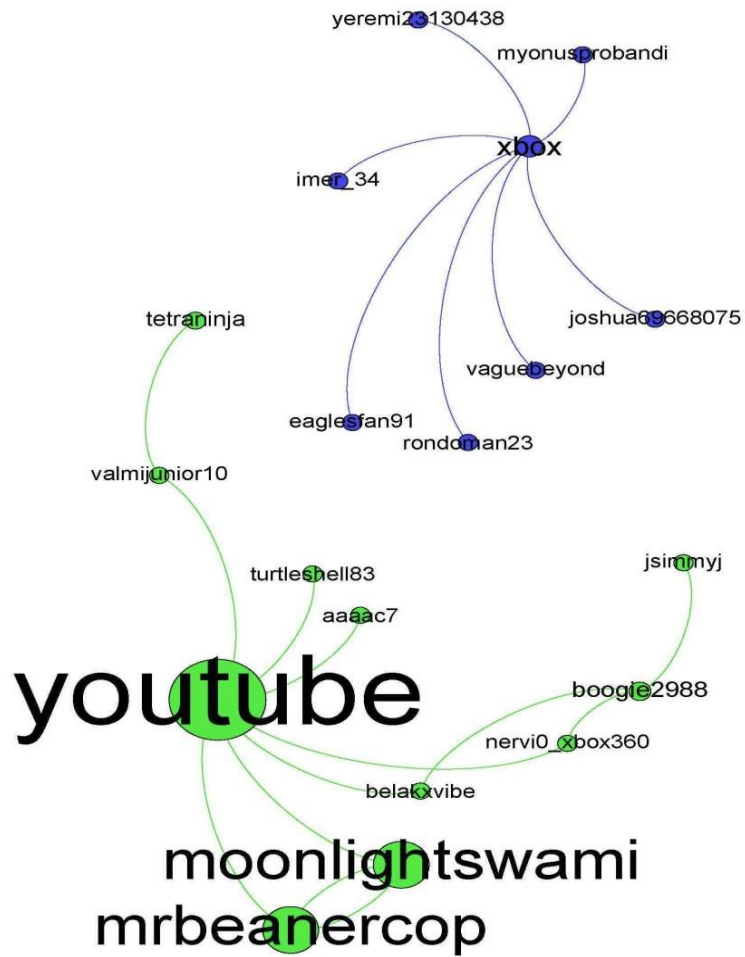 yeremi23130438
myonusprobandi
xbox
imer_34
tetraninja
joshua69668075
vaguebeyond
eaglesfan91
rondoman23
valmijunior10
turtleshell83
jsimmyj
aaaac7
youtube
boogie2988
nervi0_xbox360
belakxvibe
moonlightswami
mrbeanercop